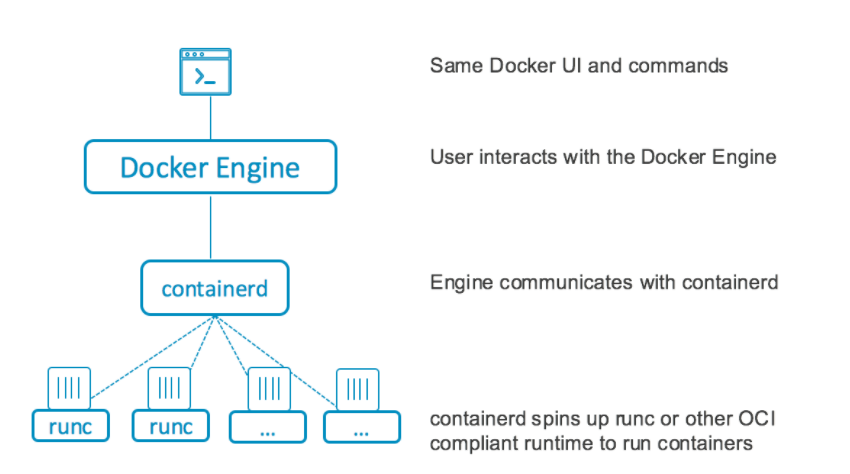 Same Docker UI and commands
Docker Engine
User interacts with the Docker Engine
containerd
Engine communicates with containerd
runc
runc
...
...
containerd spins up runc or other OCI
compliant runtime to run containers